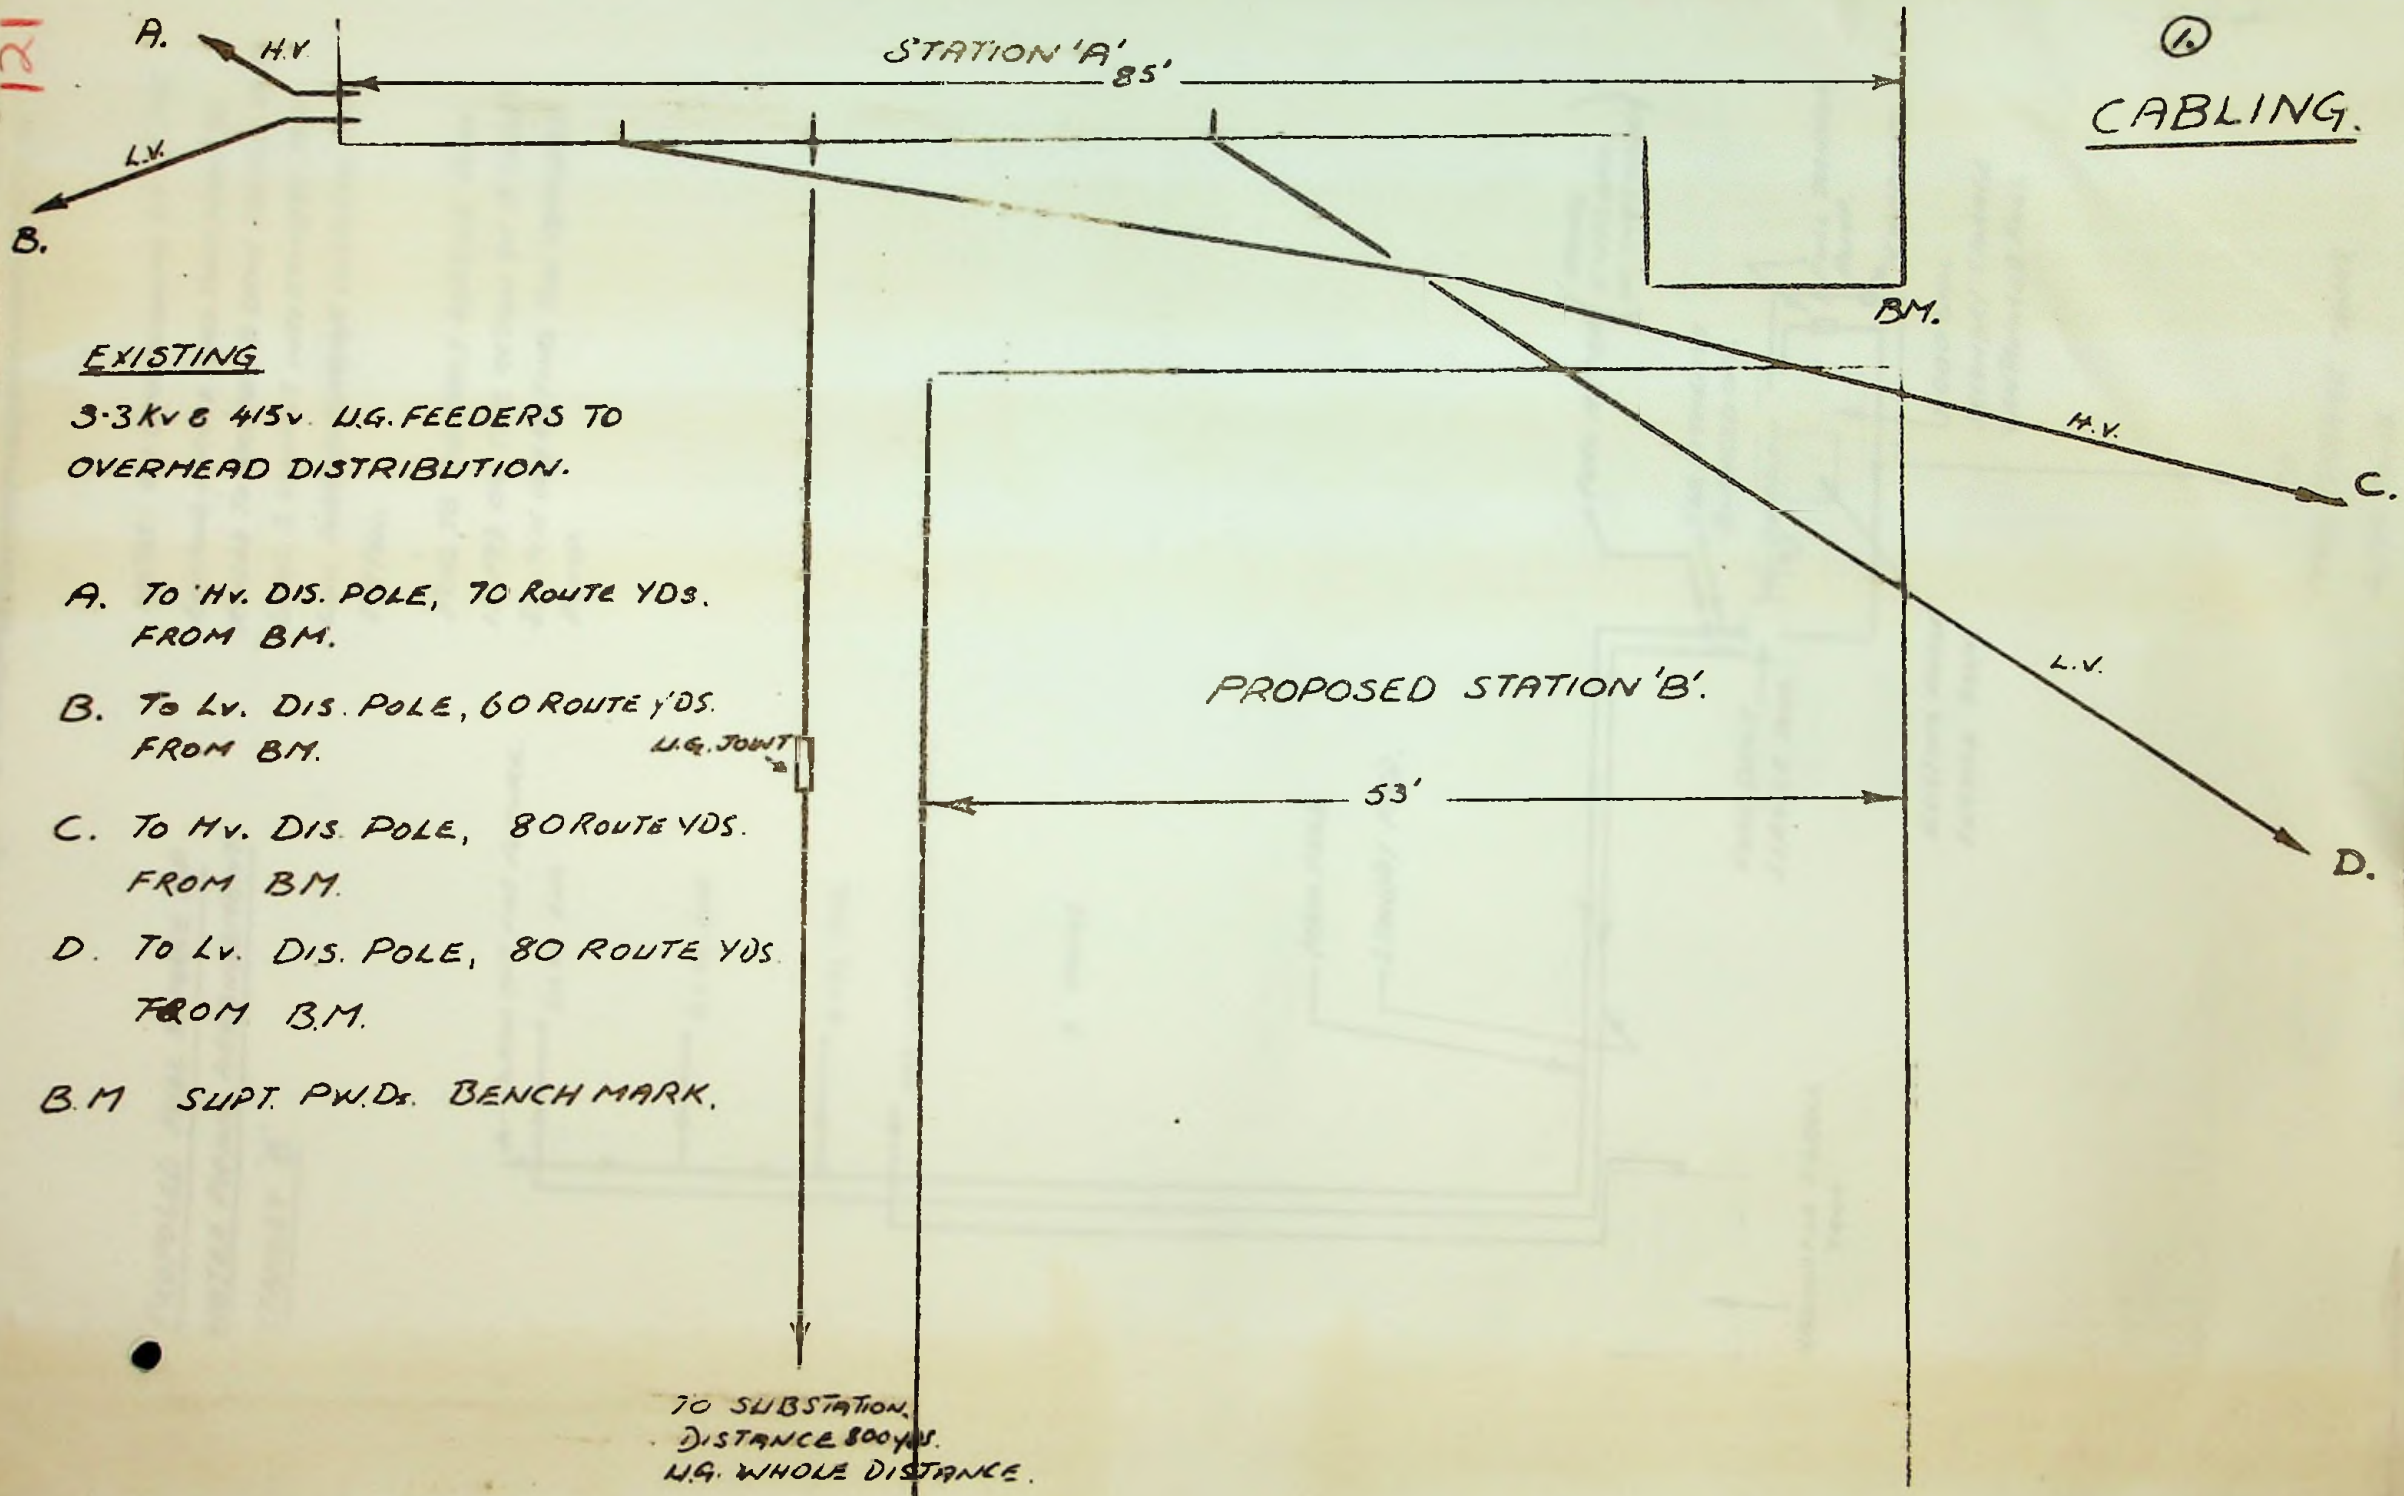 121
①.
CABLING.
A.
H.V.
STATION 'A'
85'
L.V.
B.
BM.
EXISTING
3·3 Kv & 415v. U.G. FEEDERS TO
OVERHEAD DISTRIBUTION.
H.V.
C.
A. TO Hv. DIS. POLE, 70 ROUTE YDS.
FROM BM.
B. To Lv. DIS. POLE, 60 ROUTE YDS.
FROM BM.
U.G. JOINT
PROPOSED STATION 'B'.
L.V.
53'
C. To Hv. DIS. POLE, 80 ROUTE YDS.
FROM BM.
D.
D. To Lv. DIS. POLE, 80 ROUTE YDS.
FROM B.M.
B.M SUPT. PW.Ds. BENCH MARK.
TO SUBSTATION.
DISTANCE 800 yds.
U.G. WHOLE DISTANCE.